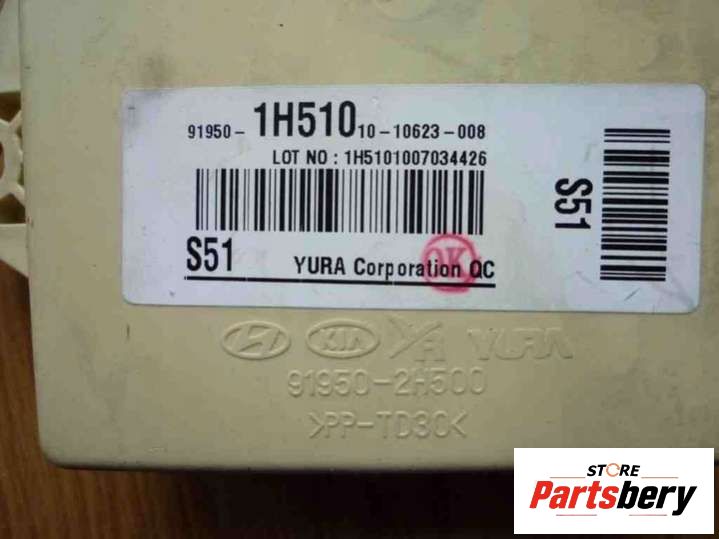 91950- 1H510 10-10623-008
LOT NO : 1H5101007034426
S51 YURA Corporation QC
OK
S51
KIA YURA
91950-2H500
>PP-TD30<
STORE
Partsbery